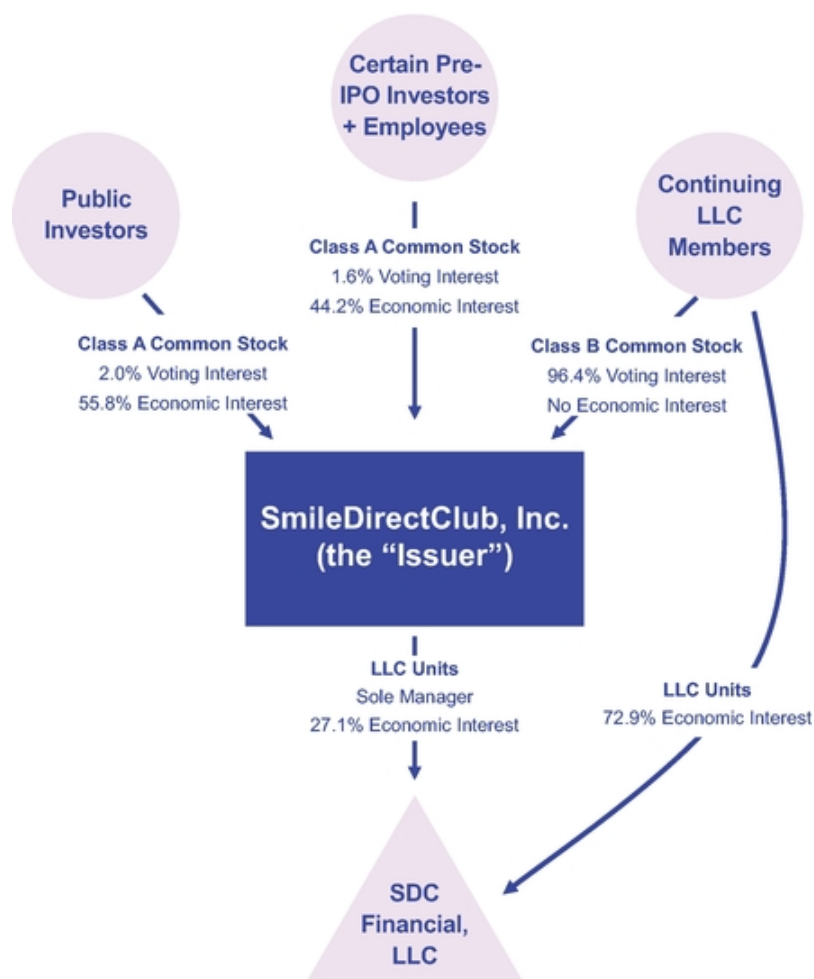 Certain Pre-
IPO Investors
+ Employees
Public
Investors
Continuing
LLC
Members
Class A Common Stock
1.6% Voting Interest
44.2% Economic Interest
Class A Common Stock
2.0% Voting Interest
55.8% Economic Interest
Class B Common Stock
96.4% Voting Interest
No Economic Interest
SmileDirectClub, Inc.
(the “Issuer”)
LLC Units
Sole Manager
27.1% Economic Interest
LLC Units
72.9% Economic Interest
SDC
Financial,
LLC